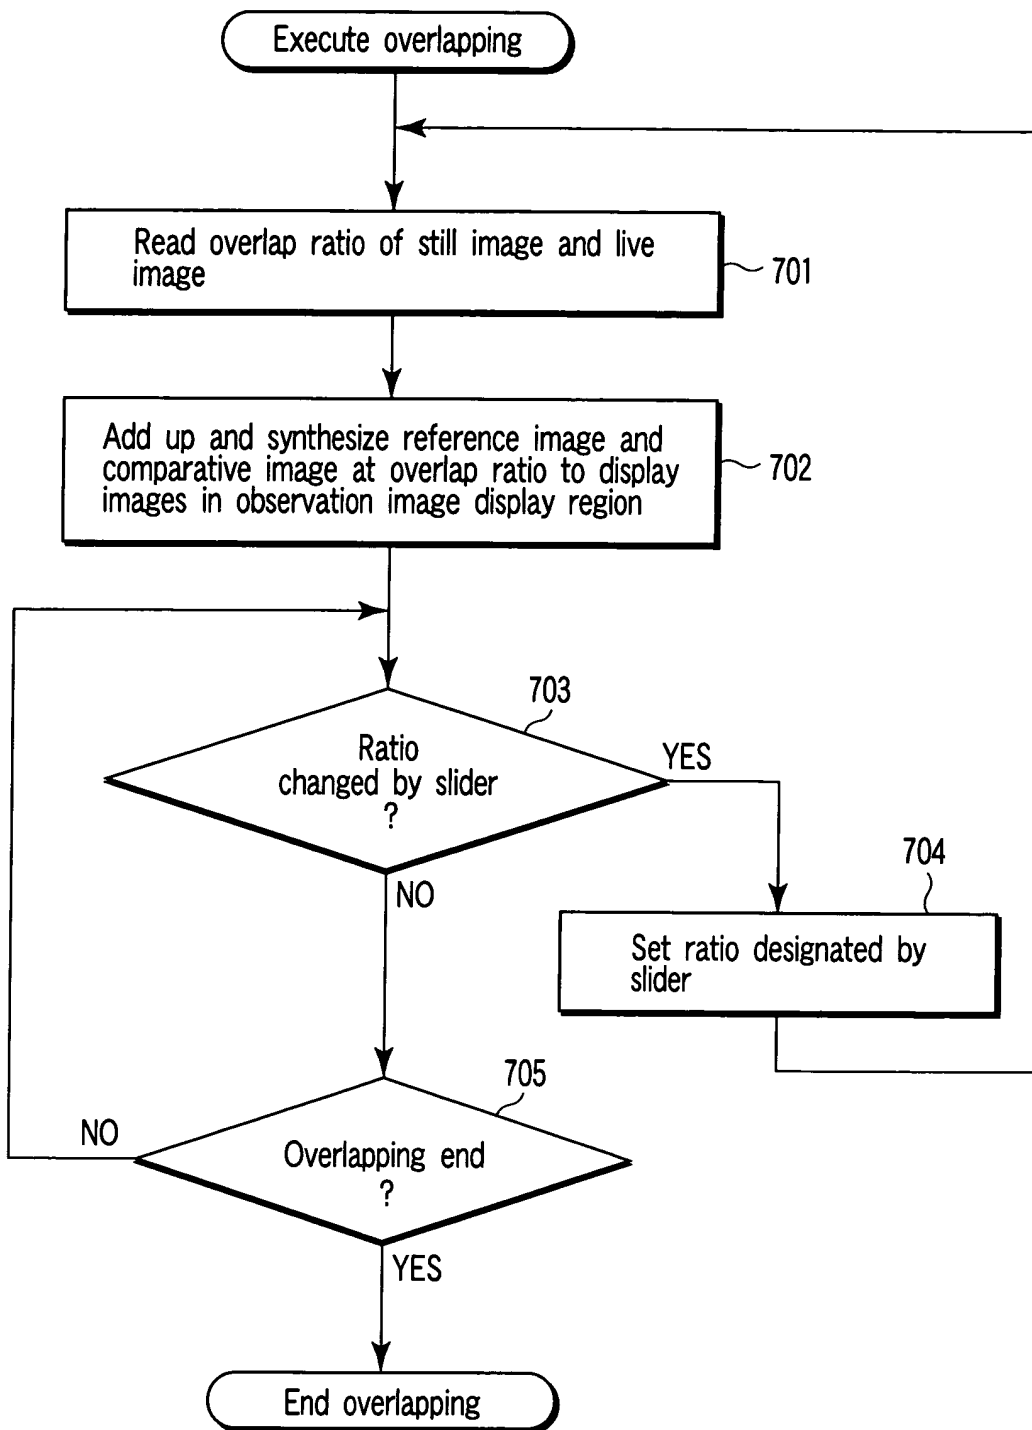 Execute overlapping
Read overlap ratio of still image and live
image
701
Add up and synthesize reference image and
comparative image at overlap ratio to display
images in observation image display region
702
703
Ratio
changed by slider
?
YES
NO
704
Set ratio designated by
slider
705
Overlapping end
?
NO
YES
End overlapping